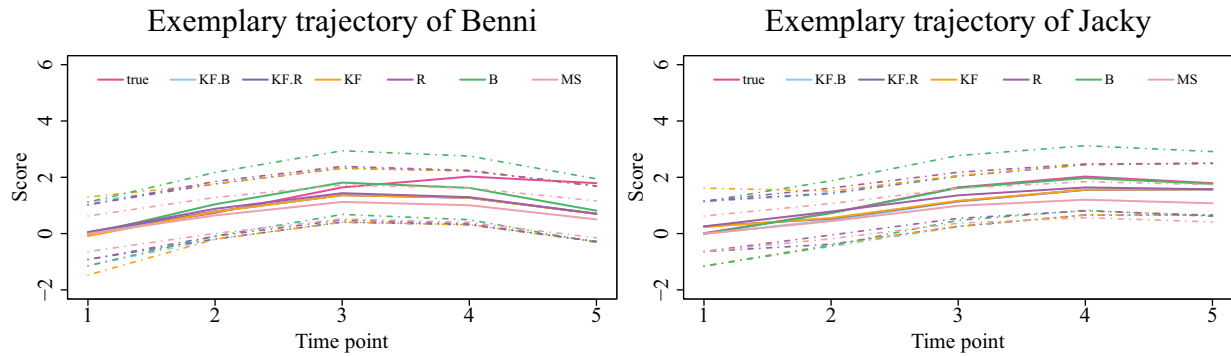 Exemplary trajectory of Benni
6
4
2
0
−2
Score
true KF.B KF.R KF R B MS
1 2 3 4 5
Time point
Exemplary trajectory of Jacky
6
4
2
0
−2
Score
true KF.B KF.R KF R B MS
1 2 3 4 5
Time point